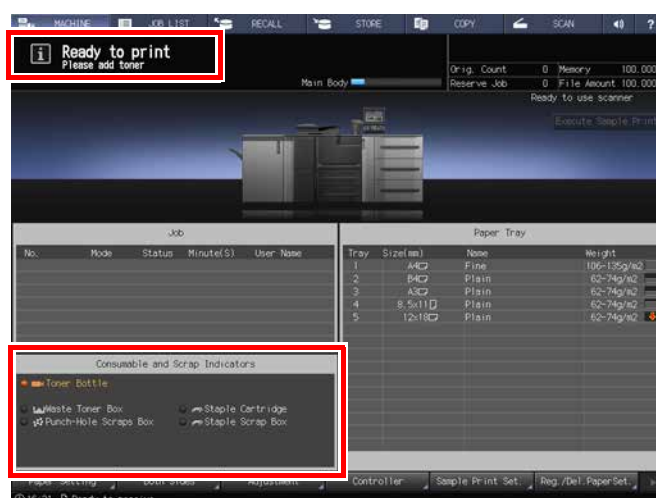 MACHINE JOB LIST RECALL STORE COPY SCAN ?
i Ready to print
Please add toner
Main Body
Orig. Count 0 Memory 100.000
Reserve Job 0 File Amount 100.000
Ready to use scanner
Execute Sample Print
Job
No. Mode Status Minute(S) User Name
Paper Tray
Tray Size(mm) Name Weight
1 A4 Fine 106-135g/m2
2 B4 Plain 62-74g/m2
3 A3 Plain 62-74g/m2
4 8.5x11 Plain 62-74g/m2
5 12x18 Plain 62-74g/m2
Consumable and Scrap Indicators
Toner Bottle
Waste Toner Box Staple Cartridge
Punch-Hole Scraps Box Staple Scrap Box
Paper Setting Both Sides Adjustment Controller Sample Print Set. Reg./Del.PaperSet.